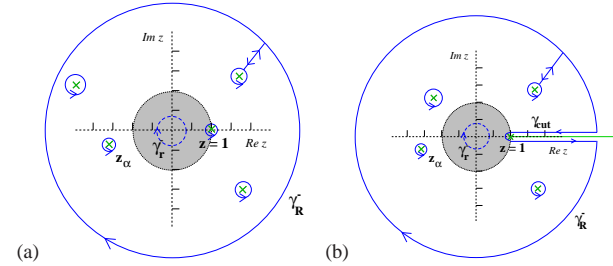 Im z
z_α
γ_r
z = 1
Re z
γ_R^-
(a)
Im z
γ_cut
z_α
γ_r
z = 1
Re z
γ_R^-
(b)